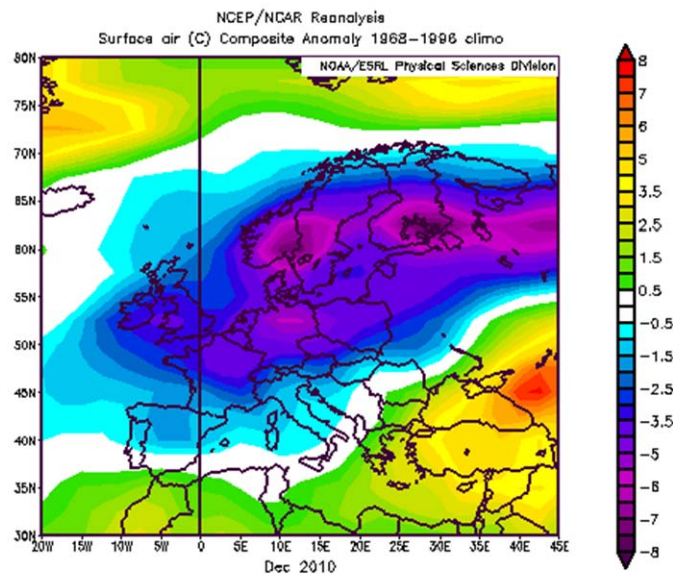 NCEP/NCAR Reanalysis
Surface air (C) Composite Anomaly 1968-1996 climo
NOAA/ESRL Physical Sciences Division
80N
75N
70N
65N
60N
55N
50N
45N
40N
35N
30N
20W 15W 10W 5W 0 5E 10E 15E 20E 25E 30E 35E 40E 45E
Dec 2010
8
7
6
5
3.5
2.5
1.5
0.5
-0.5
-1.5
-2.5
-3.5
-5
-6
-7
-8